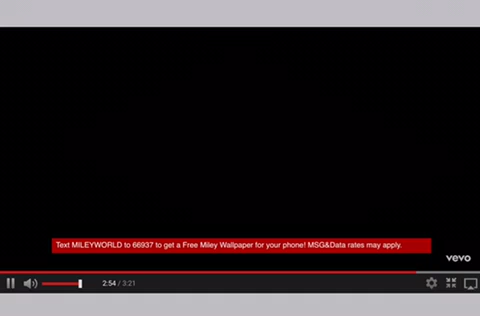 Text MILEYWORLD to 66937 to get a Free Miley Wallpaper for your phone! MSG&Data rates may apply.
vevo
2:54 / 3:21